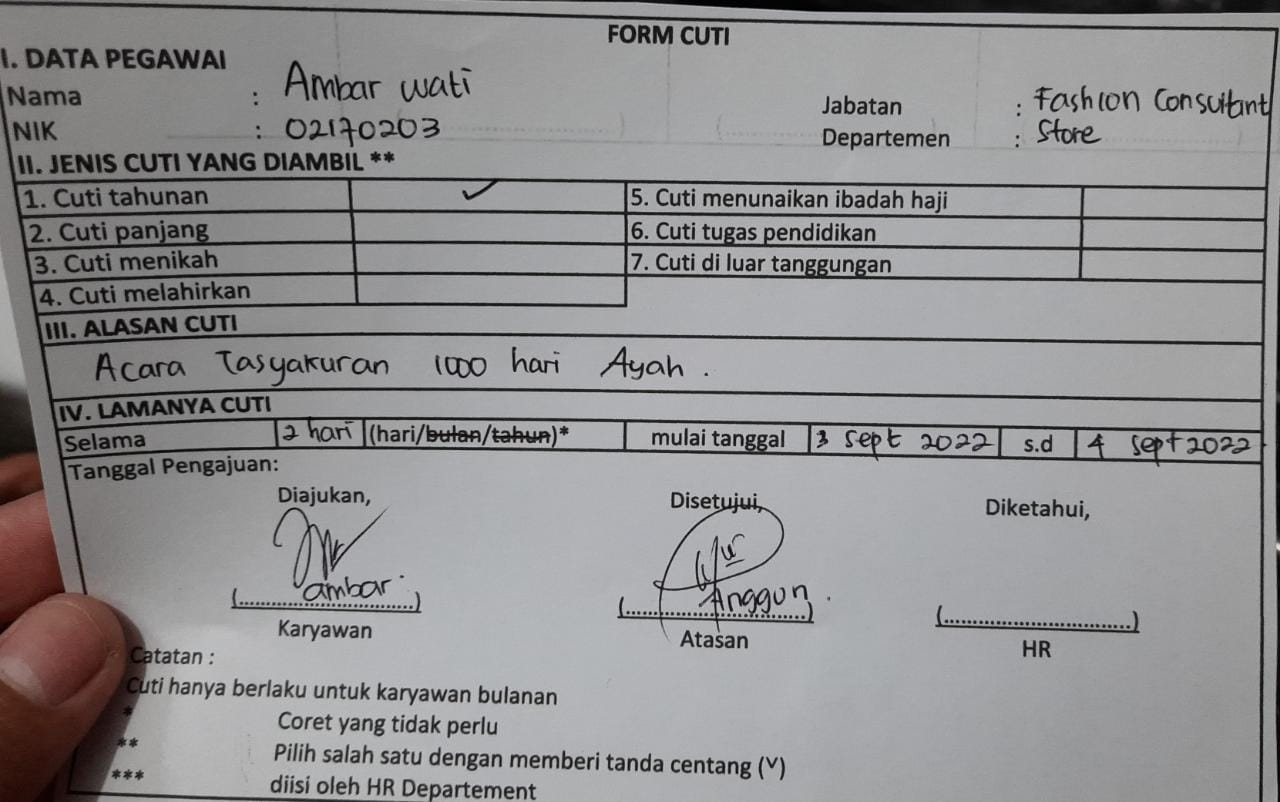 FORM CUTI
I. DATA PEGAWAI
Nama : Ambar wati Jabatan : Fashion Consultant
NIK : 02170203 Departemen : Store
II. JENIS CUTI YANG DIAMBIL **
1. Cuti tahunan ✓ 5. Cuti menunaikan ibadah haji
2. Cuti panjang 6. Cuti tugas pendidikan
3. Cuti menikah 7. Cuti di luar tanggungan
4. Cuti melahirkan
III. ALASAN CUTI
Acara Tasyakuran 1000 hari Ayah.
IV. LAMANYA CUTI
Selama 2 hari (hari/bulan/tahun)* mulai tanggal 3 Sept 2022 s.d 4 Sept 2022
Tanggal Pengajuan:
Diajukan, Disetujui, Diketahui,
ambar Anggun.
(..............................) (..............................) (..............................)
Karyawan Atasan HR
Catatan :
Cuti hanya berlaku untuk karyawan bulanan
* Coret yang tidak perlu
** Pilih salah satu dengan memberi tanda centang (v)
*** diisi oleh HR Departement